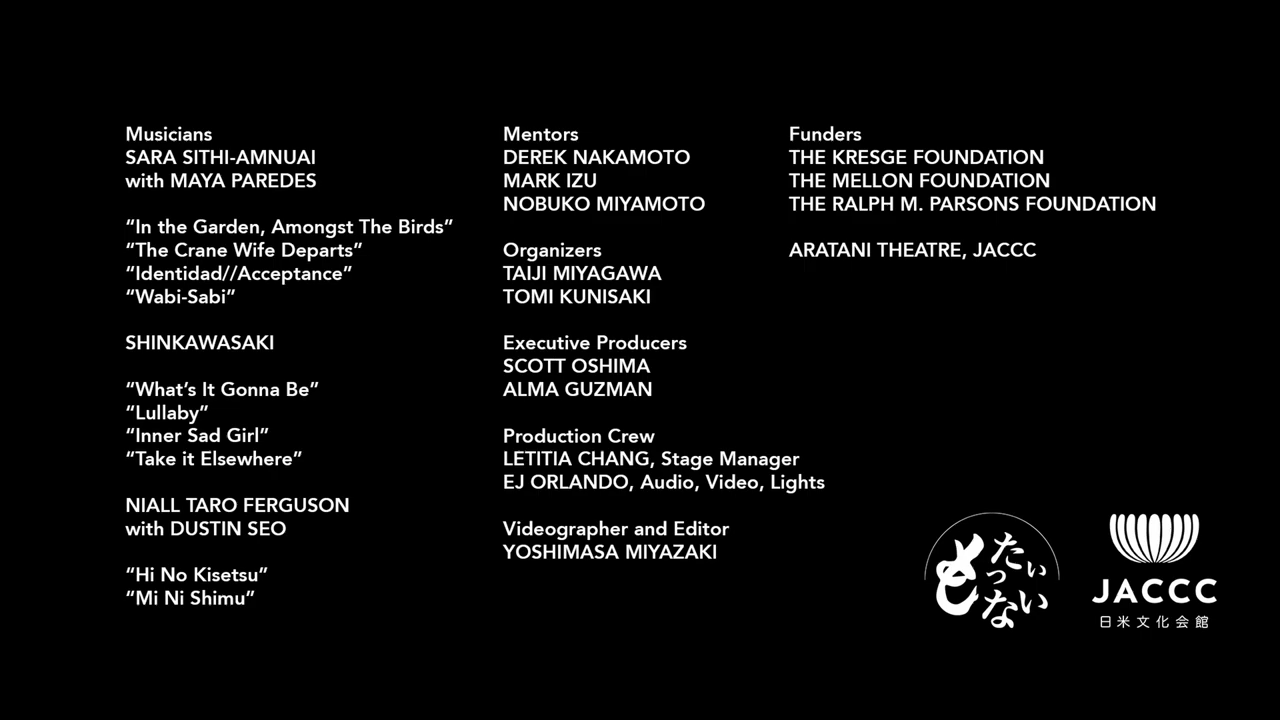 Musicians
SARA SITHI-AMNUAI
with MAYA PAREDES
“In the Garden, Amongst The Birds”
“The Crane Wife Departs”
“Identidad//Acceptance”
“Wabi-Sabi”
SHINKAWASAKI
“What’s It Gonna Be”
“Lullaby”
“Inner Sad Girl”
“Take it Elsewhere”
NIALL TARO FERGUSON
with DUSTIN SEO
“Hi No Kisetsu”
“Mi Ni Shimu”
Mentors
DEREK NAKAMOTO
MARK IZU
NOBUKO MIYAMOTO
Organizers
TAIJI MIYAGAWA
TOMI KUNISAKI
Executive Producers
SCOTT OSHIMA
ALMA GUZMAN
Production Crew
LETITIA CHANG, Stage Manager
EJ ORLANDO, Audio, Video, Lights
Videographer and Editor
YOSHIMASA MIYAZAKI
Funders
THE KRESGE FOUNDATION
THE MELLON FOUNDATION
THE RALPH M. PARSONS FOUNDATION
ARATANI THEATRE, JACCC
もったいない
JACCC
日米文化会館